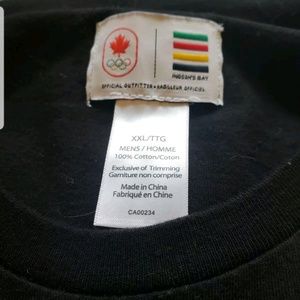 HUDSON'S BAY
OFFICIAL OUTFITTER • HABILLEUR OFFICIEL
XXL/TTG
MENS / HOMME
100% Cotton/Coton
Exclusive of Trimming
Garniture non comprise
Made in China
Fabriqué en Chine
CA00234